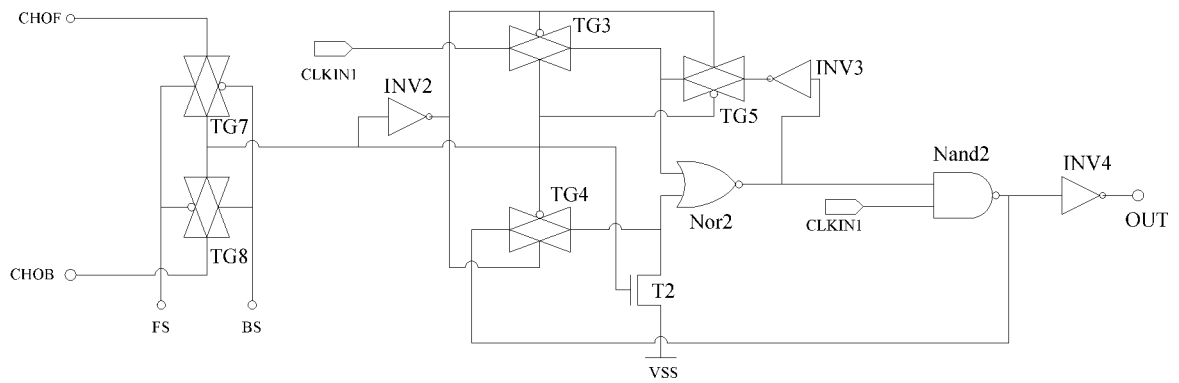 CHOF
TG3
CLKIN1
INV3
INV2
TG5
TG7
Nand2
INV4
TG4
Nor2
CLKIN1
OUT
TG8
CHOB
T2
FS
BS
VSS